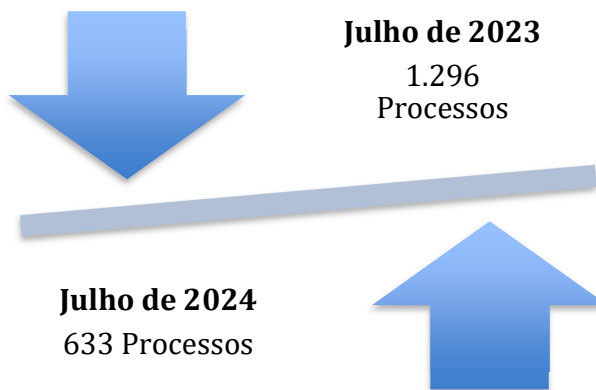 Julho de 2023
1.296
Processos
Julho de 2024
633 Processos